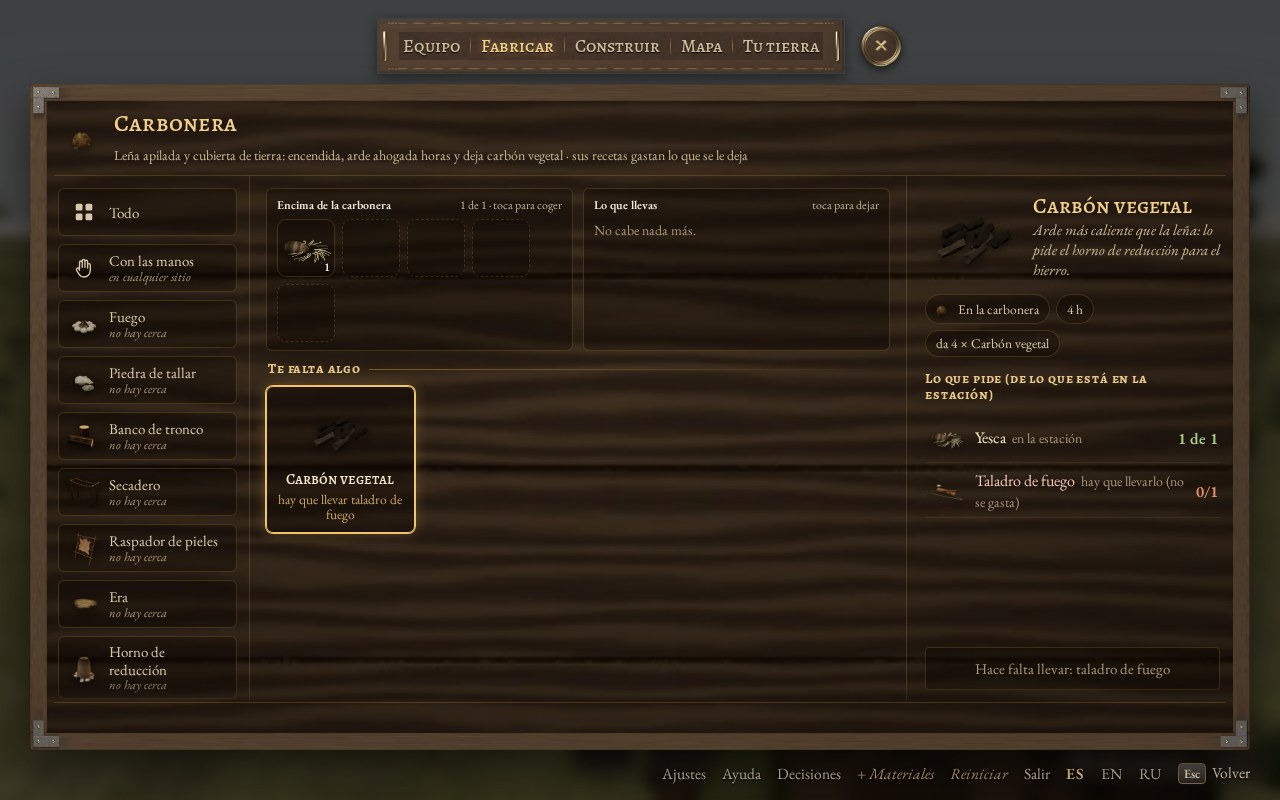 Equipo
Fabricar
Construir
Mapa
Tu tierra
×
Carbonera
Leña apilada y cubierta de tierra: encendida, arde ahogada horas y deja carbón vegetal · sus recetas gastan lo que se le deja
Todo
Con las manos
en cualquier sitio
Fuego
no hay cerca
Piedra de tallar
no hay cerca
Banco de tronco
no hay cerca
Secadero
no hay cerca
Raspador de pieles
no hay cerca
Era
no hay cerca
Horno de
reducción
no hay cerca
Encima de la carbonera
1 de 1 · toca para coger
1
Lo que llevas
toca para dejar
No cabe nada más.
Te falta algo
Carbón vegetal
hay que llevar taladro de
fuego
Carbón vegetal
Arde más caliente que la leña: lo
pide el horno de reducción para el
hierro.
En la carbonera
4 h
da 4 × Carbón vegetal
Lo que pide (de lo que está en la
estación)
Yesca en la estación
1 de 1
Taladro de fuego hay que llevarlo (no
se gasta)
0/1
Hace falta llevar: taladro de fuego
Ajustes
Ayuda
Decisiones
+ Materiales
Reiniciar
Salir
ES
EN
RU
Esc
Volver